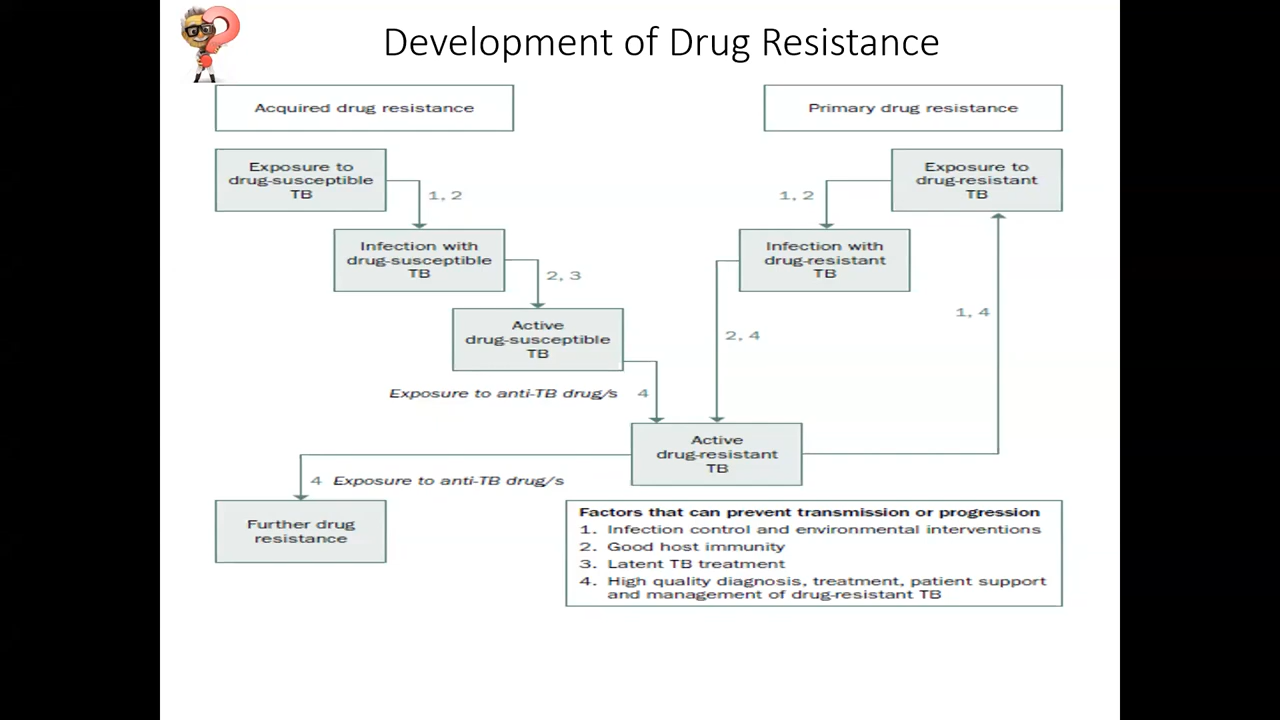 Development of Drug Resistance
Acquired drug resistance
Primary drug resistance
Exposure to
drug-susceptible
TB
1, 2
Infection with
drug-susceptible
TB
2, 3
Active
drug-susceptible
TB
Exposure to anti-TB drug/s 4
Exposure to
drug-resistant
TB
1, 2
Infection with
drug-resistant
TB
2, 4
1, 4
Active
drug-resistant
TB
4 Exposure to anti-TB drug/s
Further drug
resistance
Factors that can prevent transmission or progression
1. Infection control and environmental interventions
2. Good host immunity
3. Latent TB treatment
4. High quality diagnosis, treatment, patient support
and management of drug-resistant TB